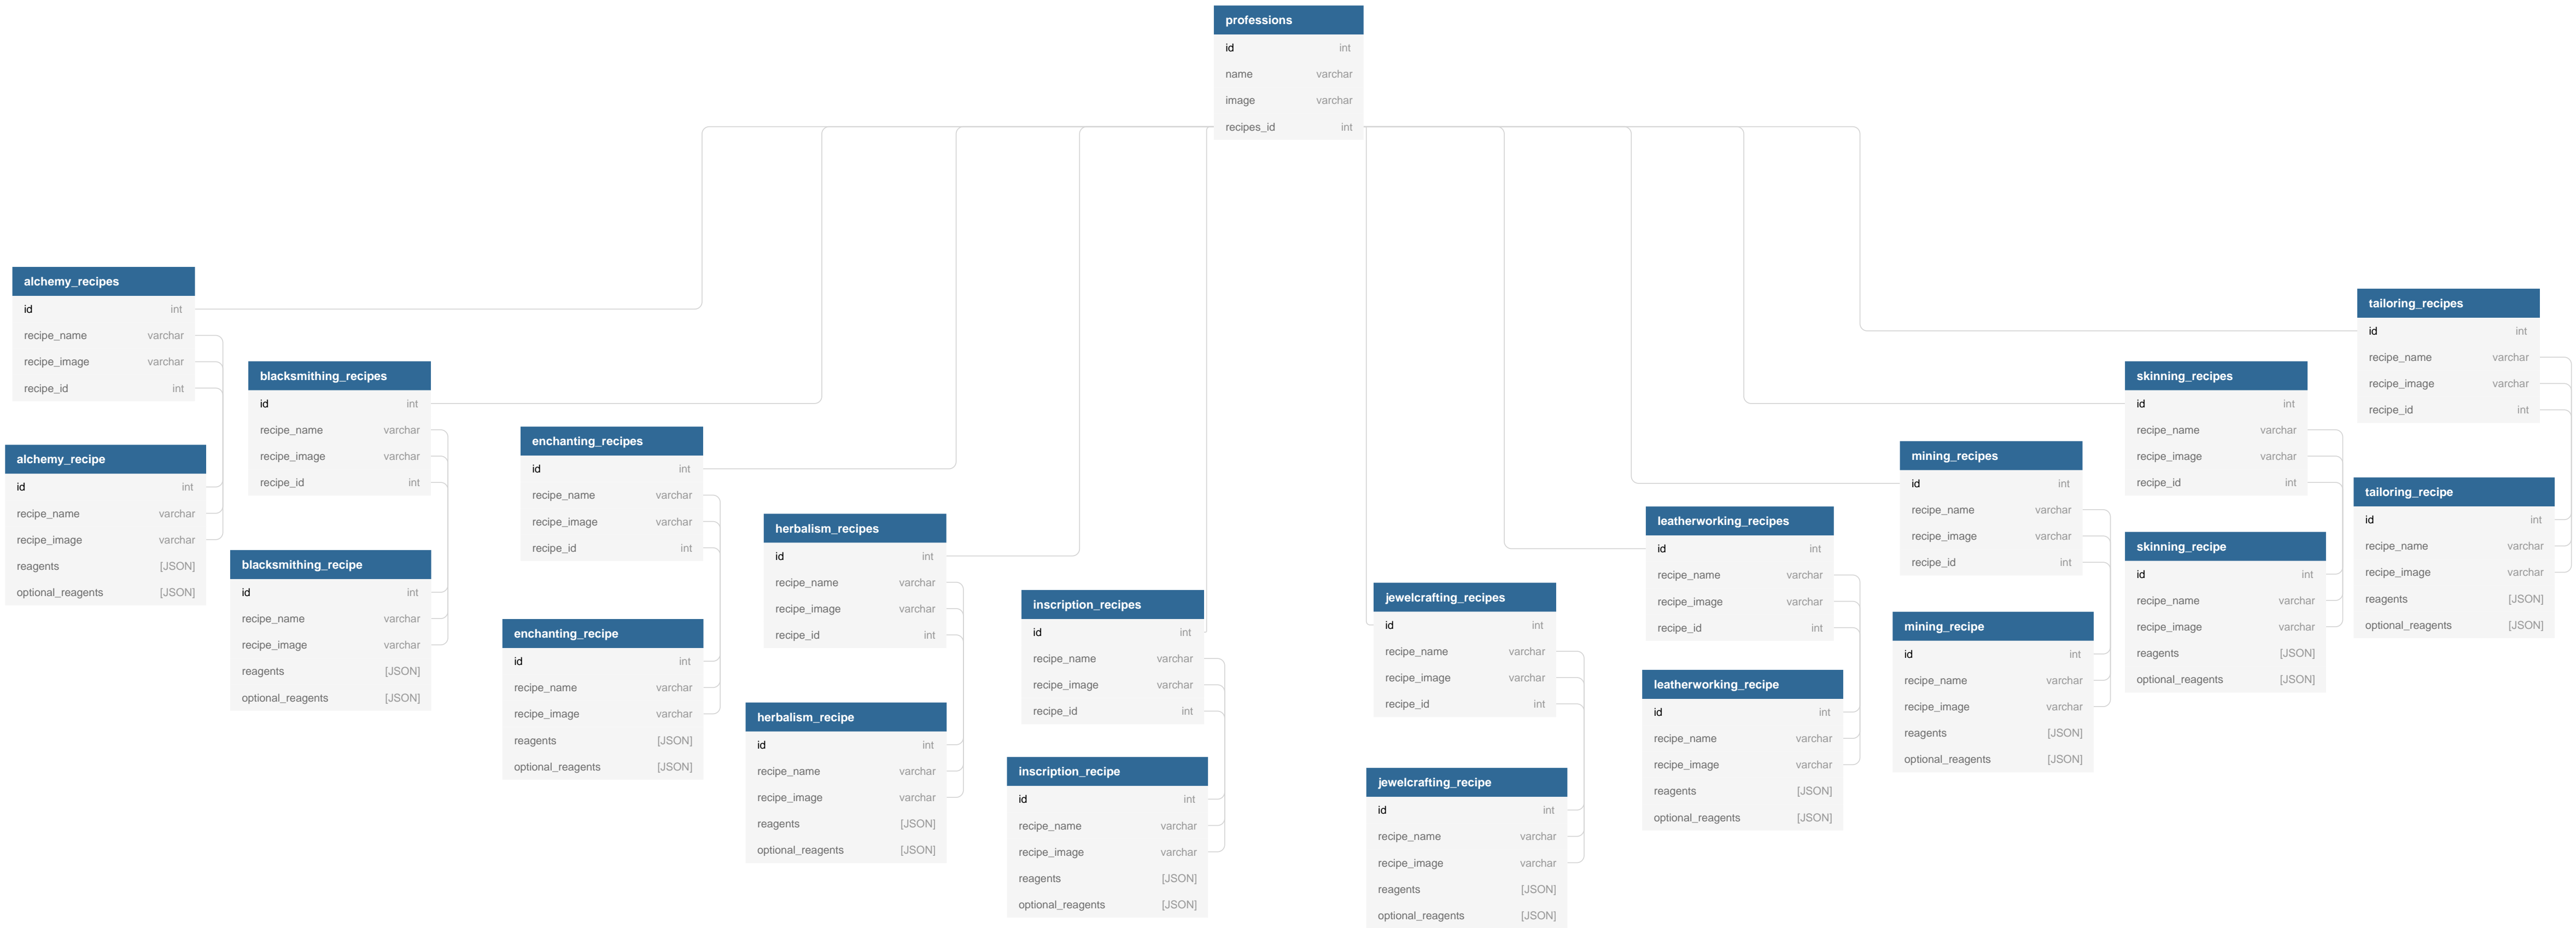 professions
id int
name varchar
image varchar
recipes_id int
alchemy_recipes
id int
recipe_name varchar
recipe_image varchar
recipe_id int
alchemy_recipe
id int
recipe_name varchar
recipe_image varchar
reagents [JSON]
optional_reagents [JSON]
blacksmithing_recipes
id int
recipe_name varchar
recipe_image varchar
recipe_id int
blacksmithing_recipe
id int
recipe_name varchar
recipe_image varchar
reagents [JSON]
optional_reagents [JSON]
enchanting_recipes
id int
recipe_name varchar
recipe_image varchar
recipe_id int
enchanting_recipe
id int
recipe_name varchar
recipe_image varchar
reagents [JSON]
optional_reagents [JSON]
herbalism_recipes
id int
recipe_name varchar
recipe_image varchar
recipe_id int
herbalism_recipe
id int
recipe_name varchar
recipe_image varchar
reagents [JSON]
optional_reagents [JSON]
inscription_recipes
id int
recipe_name varchar
recipe_image varchar
recipe_id int
inscription_recipe
id int
recipe_name varchar
recipe_image varchar
reagents [JSON]
optional_reagents [JSON]
jewelcrafting_recipes
id int
recipe_name varchar
recipe_image varchar
recipe_id int
jewelcrafting_recipe
id int
recipe_name varchar
recipe_image varchar
reagents [JSON]
optional_reagents [JSON]
leatherworking_recipes
id int
recipe_name varchar
recipe_image varchar
recipe_id int
leatherworking_recipe
id int
recipe_name varchar
recipe_image varchar
reagents [JSON]
optional_reagents [JSON]
mining_recipes
id int
recipe_name varchar
recipe_image varchar
recipe_id int
mining_recipe
id int
recipe_name varchar
recipe_image varchar
reagents [JSON]
optional_reagents [JSON]
skinning_recipes
id int
recipe_name varchar
recipe_image varchar
recipe_id int
skinning_recipe
id int
recipe_name varchar
recipe_image varchar
reagents [JSON]
optional_reagents [JSON]
tailoring_recipes
id int
recipe_name varchar
recipe_image varchar
recipe_id int
tailoring_recipe
id int
recipe_name varchar
recipe_image varchar
reagents [JSON]
optional_reagents [JSON]